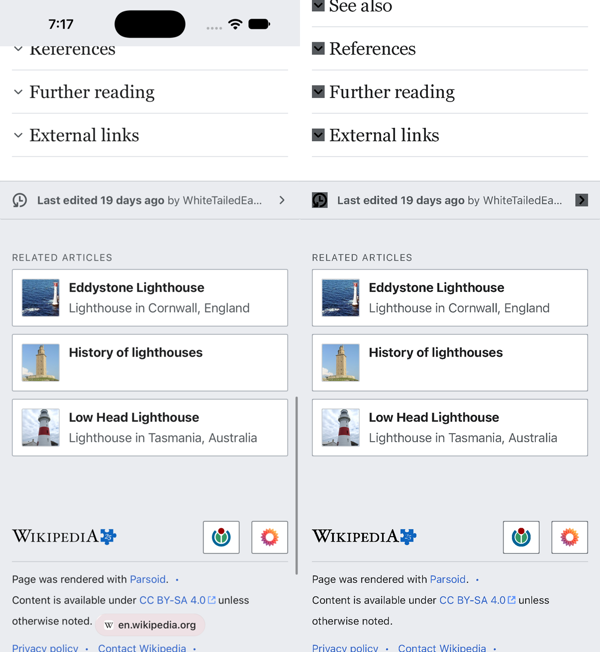 7:17
References
Further reading
External links
Last edited 19 days ago by WhiteTailedEa...
RELATED ARTICLES
Eddystone Lighthouse
Lighthouse in Cornwall, England
History of lighthouses
Low Head Lighthouse
Lighthouse in Tasmania, Australia
WIKIPEDIA 25
Page was rendered with Parsoid. •
Content is available under CC BY-SA 4.0 unless
otherwise noted.
W en.wikipedia.org
Privacy policy • Contact Wikipedia •
See also
References
Further reading
External links
Last edited 19 days ago by WhiteTailedEa...
RELATED ARTICLES
Eddystone Lighthouse
Lighthouse in Cornwall, England
History of lighthouses
Low Head Lighthouse
Lighthouse in Tasmania, Australia
WIKIPEDIA 25
Page was rendered with Parsoid. •
Content is available under CC BY-SA 4.0 unless
otherwise noted.
Privacy policy • Contact Wikipedia •